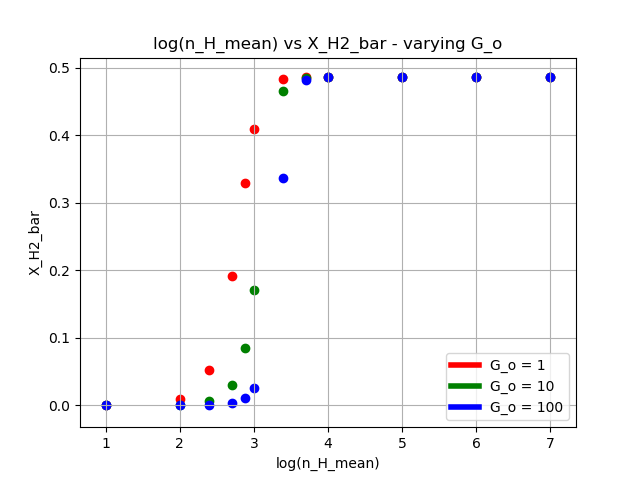 log(n_H_mean) vs X_H2_bar - varying G_o
0.5
0.4
0.3
0.2
0.1
0.0
X_H2_bar
G_o = 1
G_o = 10
G_o = 100
1 2 3 4 5 6 7
log(n_H_mean)